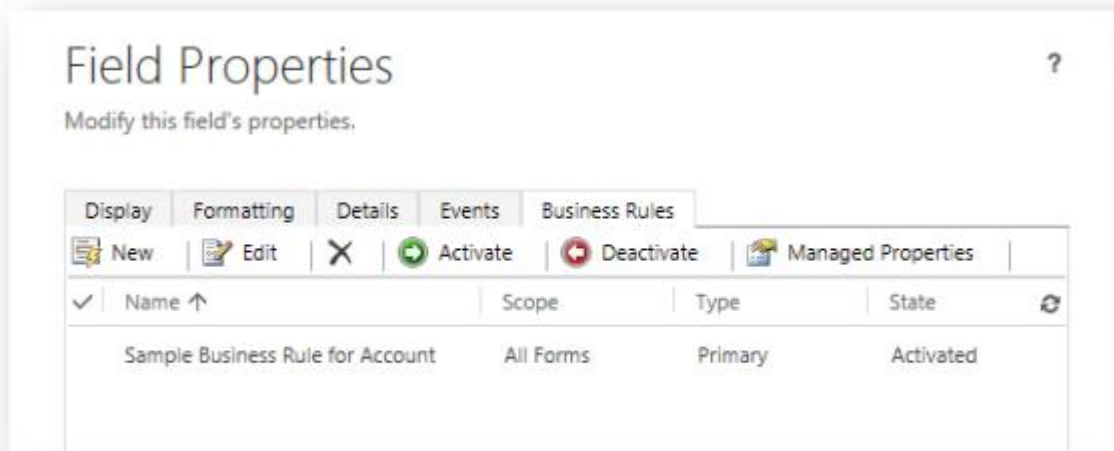 Field Properties
?
Modify this field's properties.
Display Formatting Details Events Business Rules
New Edit Activate Deactivate Managed Properties
Name Scope Type State
Sample Business Rule for Account All Forms Primary Activated